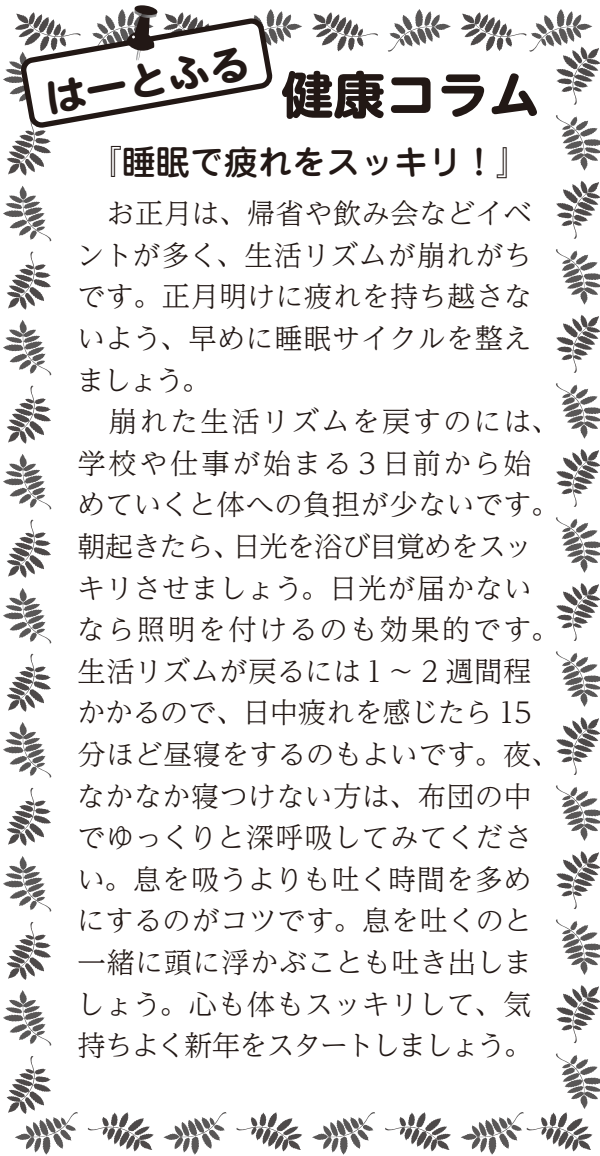 はーとふる
健康コラム
『睡眠で疲れをスッキリ！』
　お正月は、帰省や飲み会などイベ
ントが多く、生活リズムが崩れがち
です。正月明けに疲れを持ち越さな
いよう、早めに睡眠サイクルを整え
ましょう。
　崩れた生活リズムを戻すのには、
学校や仕事が始まる３日前から始
めていくと体への負担が少ないです。
朝起きたら、日光を浴び目覚めをスッ
キリさせましょう。日光が届かない
なら照明を付けるのも効果的です。
生活リズムが戻るには１～２週間程
かかるので、日中疲れを感じたら 15
分ほど昼寝をするのもよいです。夜、
なかなか寝つけない方は、布団の中
でゆっくりと深呼吸してみてくださ
い。息を吸うよりも吐く時間を多め
にするのがコツです。息を吐くのと
一緒に頭に浮かぶことも吐き出しま
しょう。心も体もスッキリして、気
持ちよく新年をスタートしましょう。